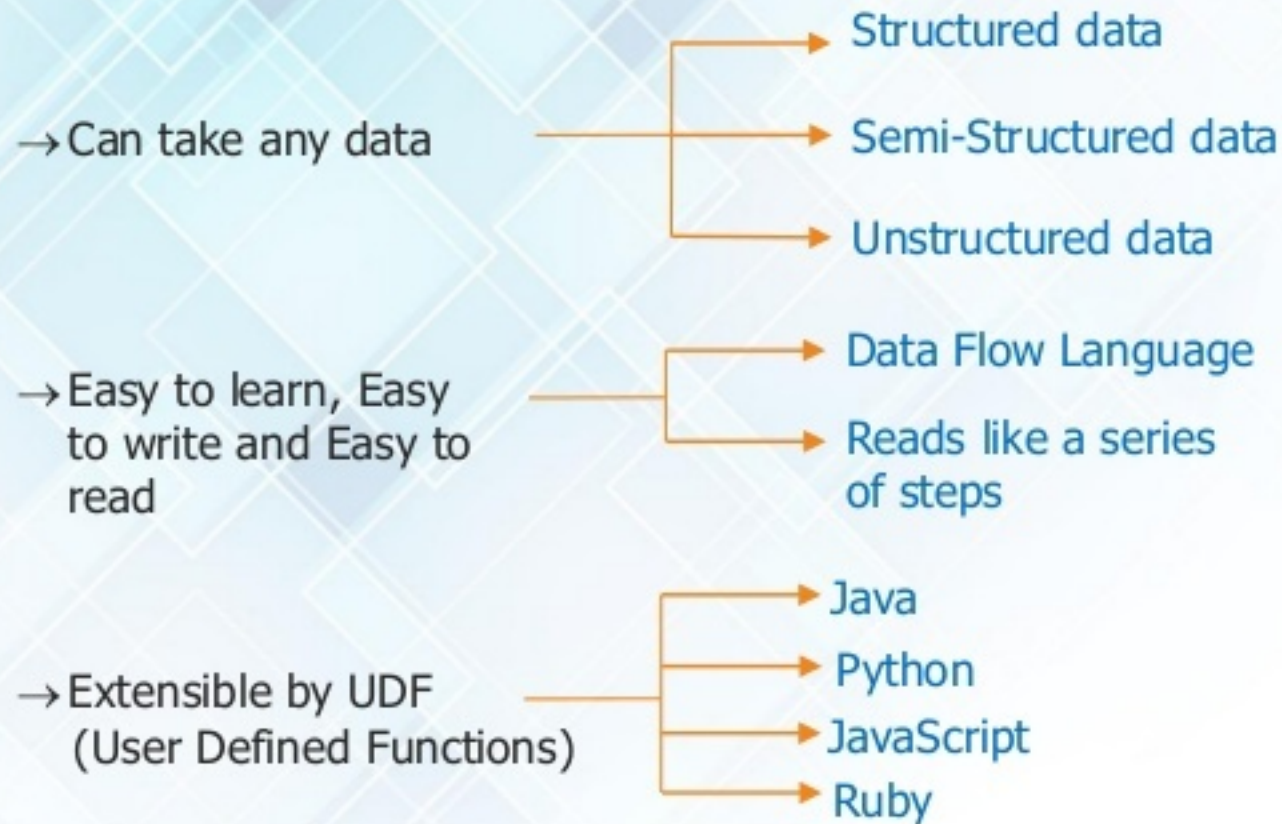 → Can take any data
Structured data
Semi-Structured data
Unstructured data
→ Easy to learn, Easy
to write and Easy to
read
Data Flow Language
Reads like a series
of steps
→ Extensible by UDF
(User Defined Functions)
Java
Python
JavaScript
Ruby